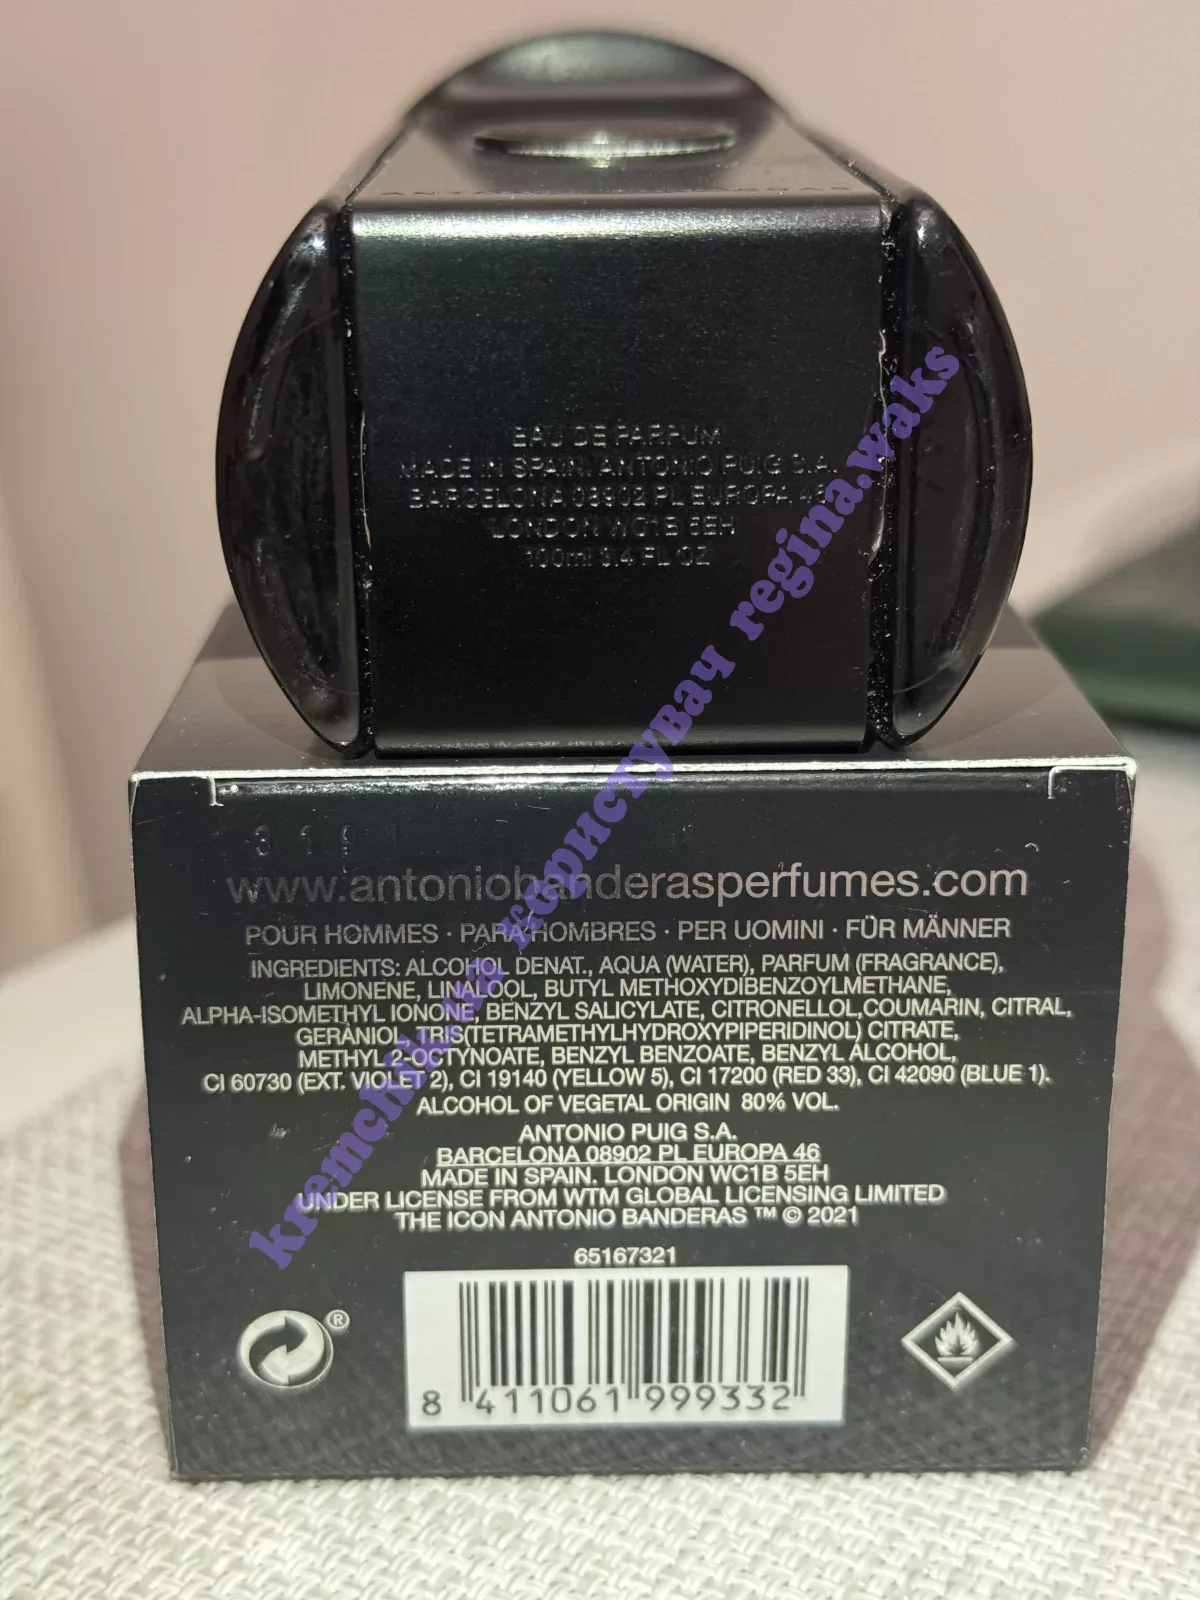 EAU DE PARFUM
MADE IN SPAIN. ANTONIO PUIG S.A.
BARCELONA 08902 PL EUROPA 46
LONDON WC1B 5EH
100ml 3.4 FL OZ
kremchik.ua користувач regina.waks
3191
www.antoniobanderasperfumes.com
POUR HOMMES · PARA HOMBRES · PER UOMINI · FÜR MÄNNER
INGREDIENTS: ALCOHOL DENAT., AQUA (WATER), PARFUM (FRAGRANCE),
LIMONENE, LINALOOL, BUTYL METHOXYDIBENZOYLMETHANE,
ALPHA-ISOMETHYL IONONE, BENZYL SALICYLATE, CITRONELLOL,COUMARIN, CITRAL,
GERANIOL, TRIS(TETRAMETHYLHYDROXYPIPERIDINOL) CITRATE,
METHYL 2-OCTYNOATE, BENZYL BENZOATE, BENZYL ALCOHOL,
CI 60730 (EXT. VIOLET 2), CI 19140 (YELLOW 5), CI 17200 (RED 33), CI 42090 (BLUE 1).
ALCOHOL OF VEGETAL ORIGIN 80% VOL.
ANTONIO PUIG S.A.
BARCELONA 08902 PL EUROPA 46
MADE IN SPAIN. LONDON WC1B 5EH
UNDER LICENSE FROM WTM GLOBAL LICENSING LIMITED
THE ICON ANTONIO BANDERAS ™ © 2021
65167321
®
8 411061 999332